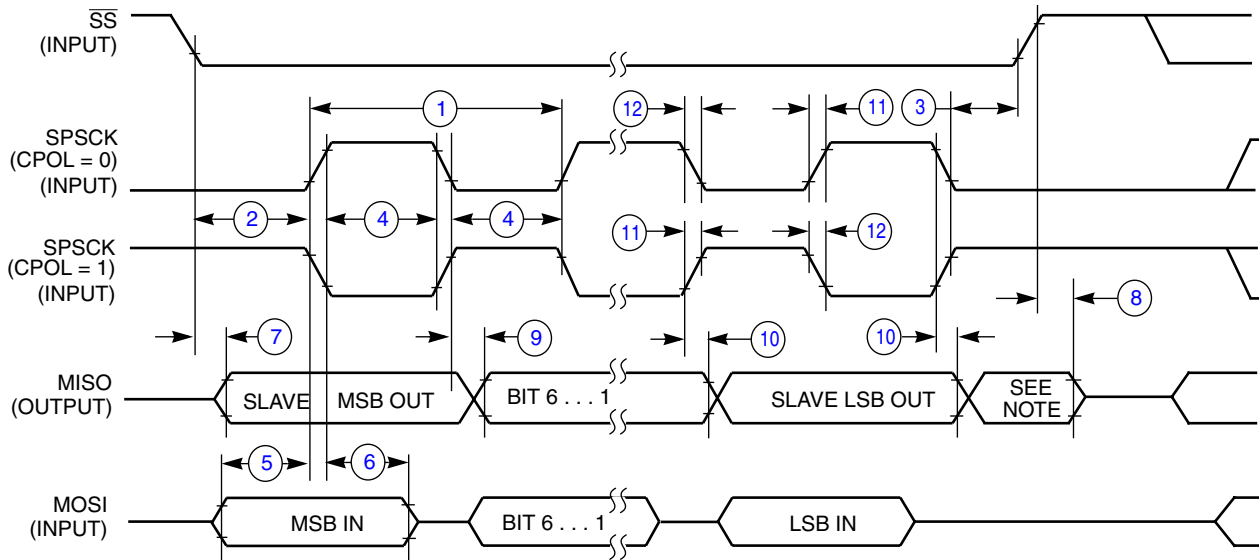 SS
(INPUT)
1
12
11
3
SPSCK
(CPOL = 0)
(INPUT)
2
4
4
SPSCK
(CPOL = 1)
(INPUT)
11
12
7
9
10
10
8
MISO
(OUTPUT)
SLAVE
MSB OUT
BIT 6 . . . 1
SLAVE LSB OUT
SEE
NOTE
5
6
MOSI
(INPUT)
MSB IN
BIT 6 . . . 1
LSB IN